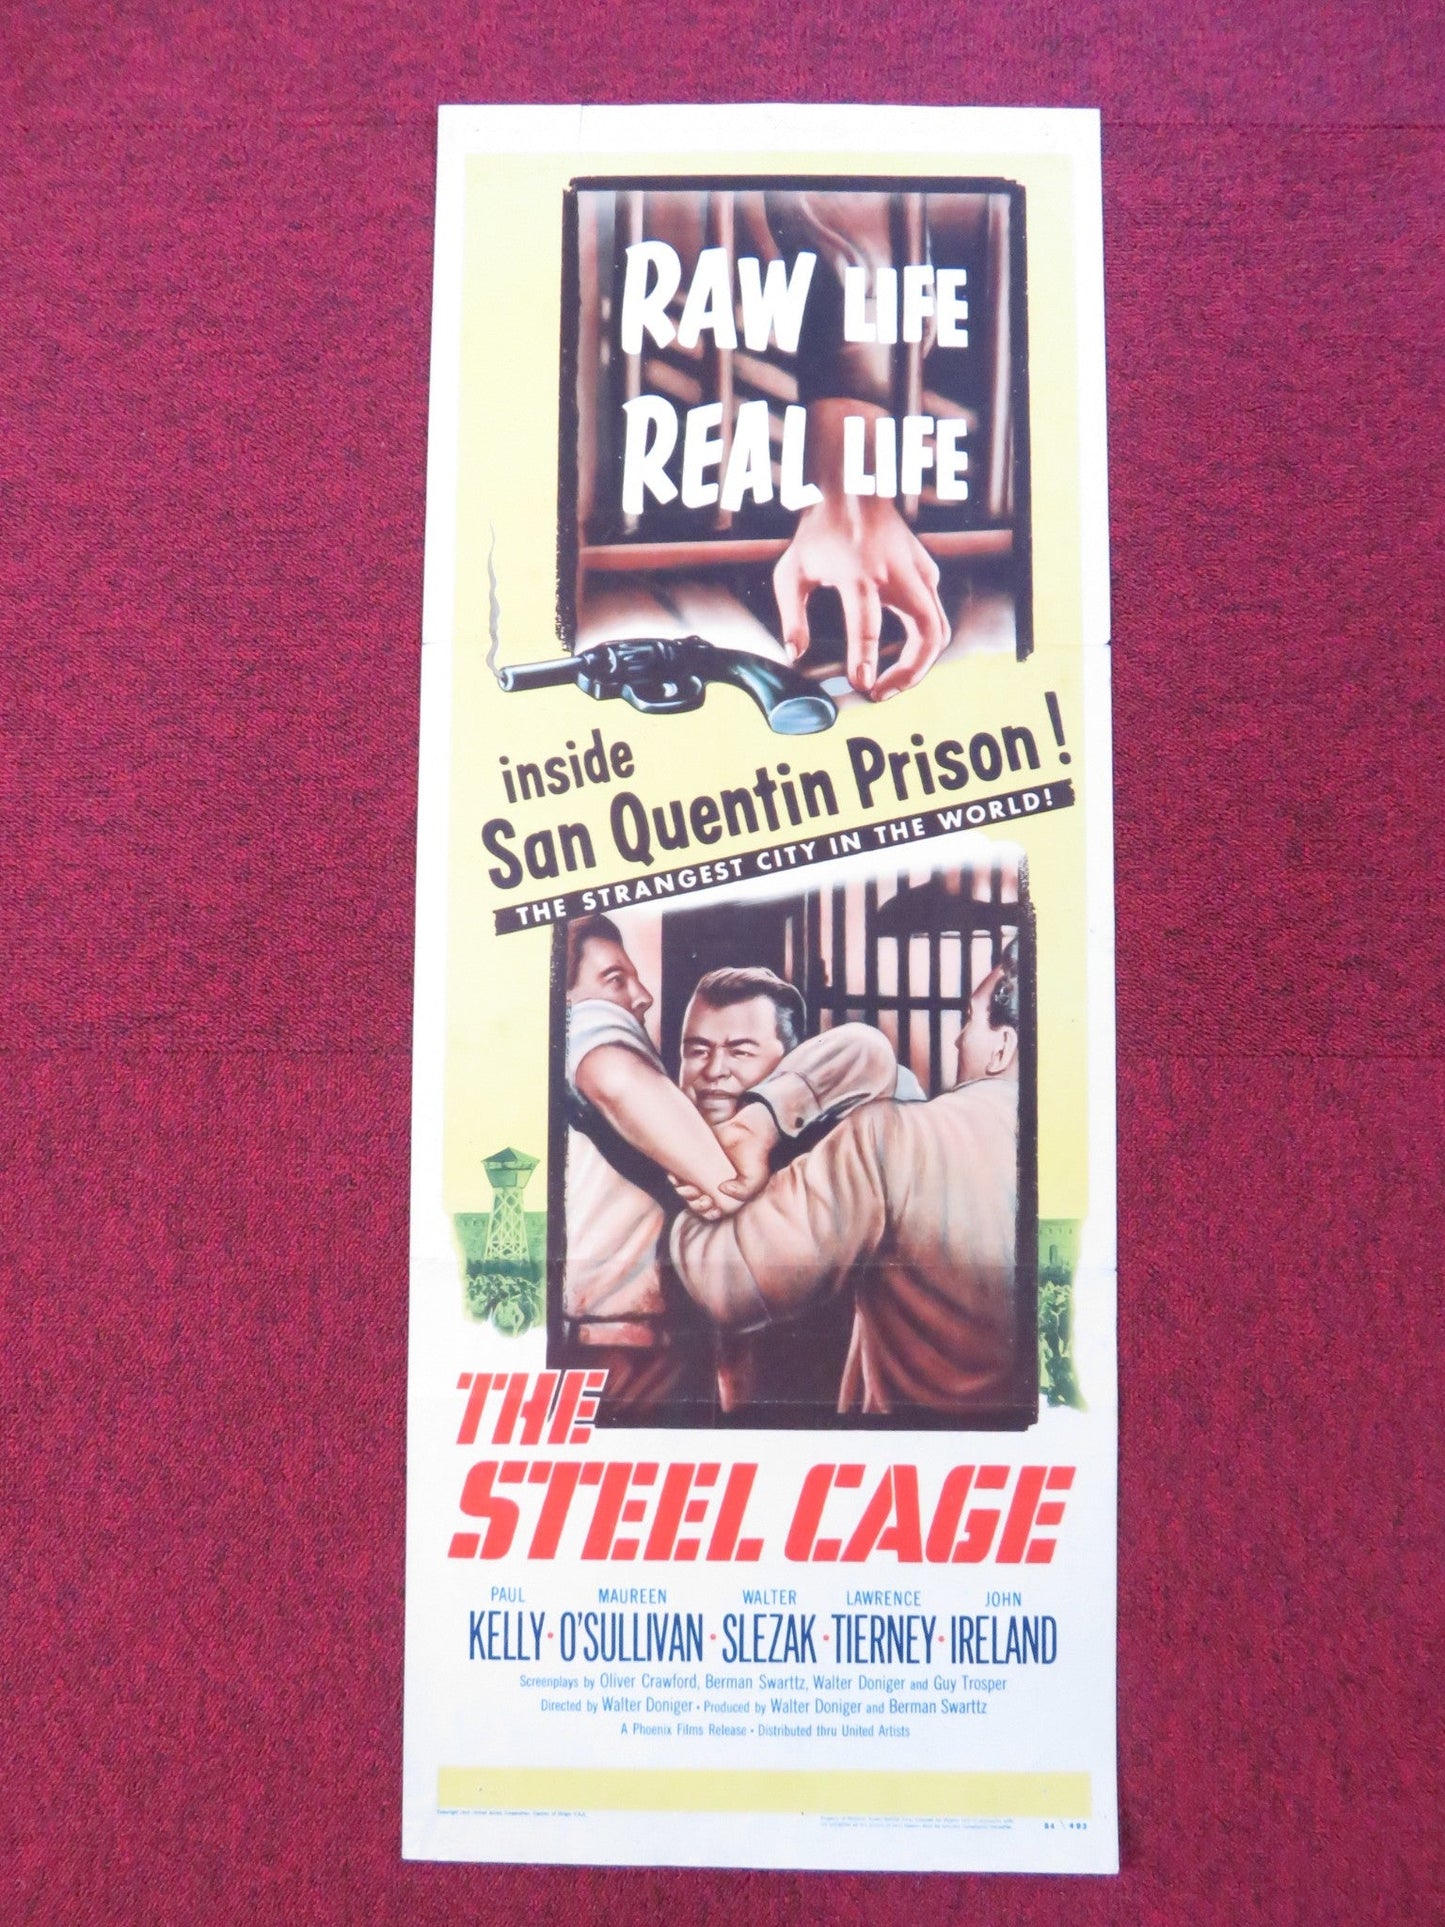 RAW LIFE
REAL LIFE
inside
San Quentin Prison!
THE STRANGEST CITY IN THE WORLD!
THE
STEEL CAGE
PAUL MAUREEN WALTER LAWRENCE JOHN
KELLY · O'SULLIVAN · SLEZAK · TIERNEY · IRELAND
Screenplays by Oliver Crawford, Berman Swarttz, Walter Doniger and Guy Trosper
Directed by Walter Doniger · Produced by Walter Doniger and Berman Swarttz
A Phoenix Films Release · Distributed thru United Artists
54 \ 493